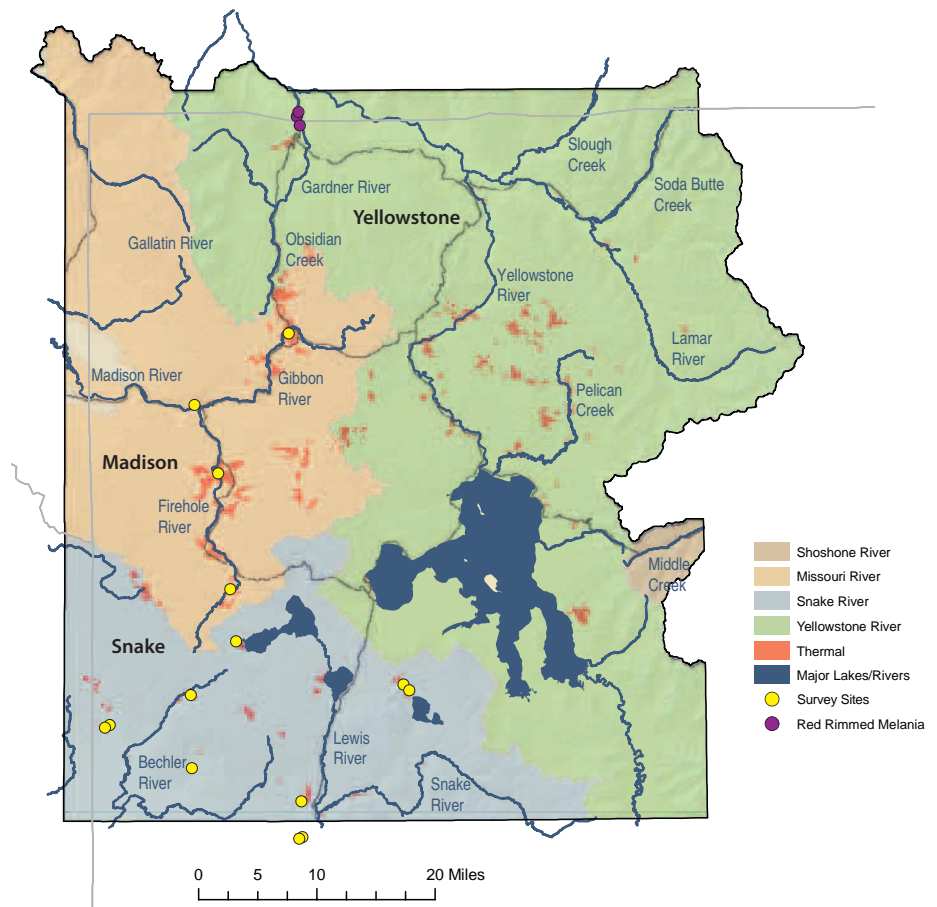 Slough
Creek
Soda Butte
Creek
Gardner River
Yellowstone
Gallatin River
Obsidian
Creek
Yellowstone
River
Lamar
River
Madison River
Gibbon
River
Pelican
Creek
Madison
Firehole
River
Middle
Creek
Snake
Lewis
River
Bechler
River
Snake
River
Shoshone River
Missouri River
Snake River
Yellowstone River
Thermal
Major Lakes/Rivers
Survey Sites
Red Rimmed Melania
0 5 10 20 Miles